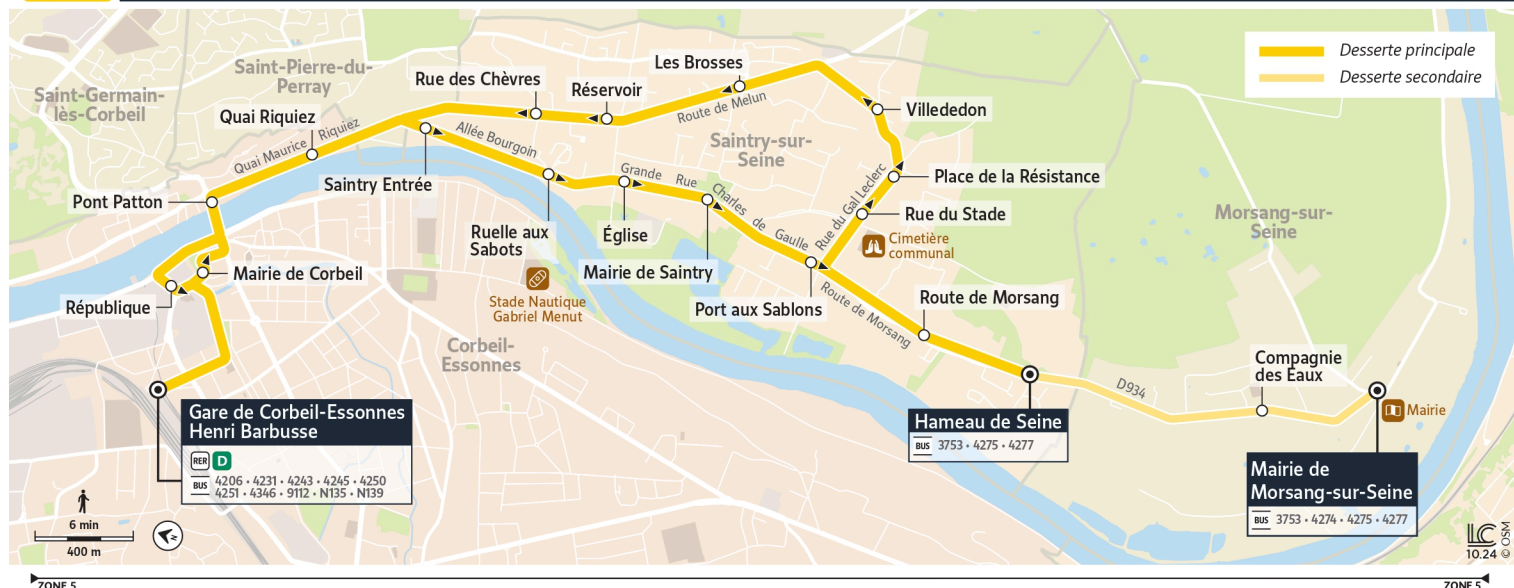 Desserte principale
Desserte secondaire
Saint-Pierre-du-
Perray
Saint-Germain-
lès-Corbeil
Les Brosses
Rue des Chèvres
Réservoir
Quai Riquiez
Villededon
Route de Melun
Quai Maurice Riquiez
Allée Bourgoin
Saintry-sur-
Seine
Saintry Entrée
Grande Rue Charles de Gaulle
Rue du Gal Leclerc
Place de la Résistance
Pont Patton
Rue du Stade
Morsang-sur-
Seine
Ruelle aux
Sabots
Église
Cimetière
communal
Mairie de Corbeil
Mairie de Saintry
République
Stade Nautique
Gabriel Menut
Port aux Sablons
Route de Morsang
Route de Morsang
Corbeil-
Essonnes
Compagnie
des Eaux
D934
Mairie
Gare de Corbeil-Essonnes
Henri Barbusse
RER D
BUS 4206 • 4231 • 4243 • 4245 • 4250
4251 • 4346 • 9112 • N135 • N139
Hameau de Seine
BUS 3753 • 4275 • 4277
Mairie de
Morsang-sur-Seine
BUS 3753 • 4274 • 4275 • 4277
6 min
400 m
N
LC
10.24 © OSM
ZONE 5
ZONE 5